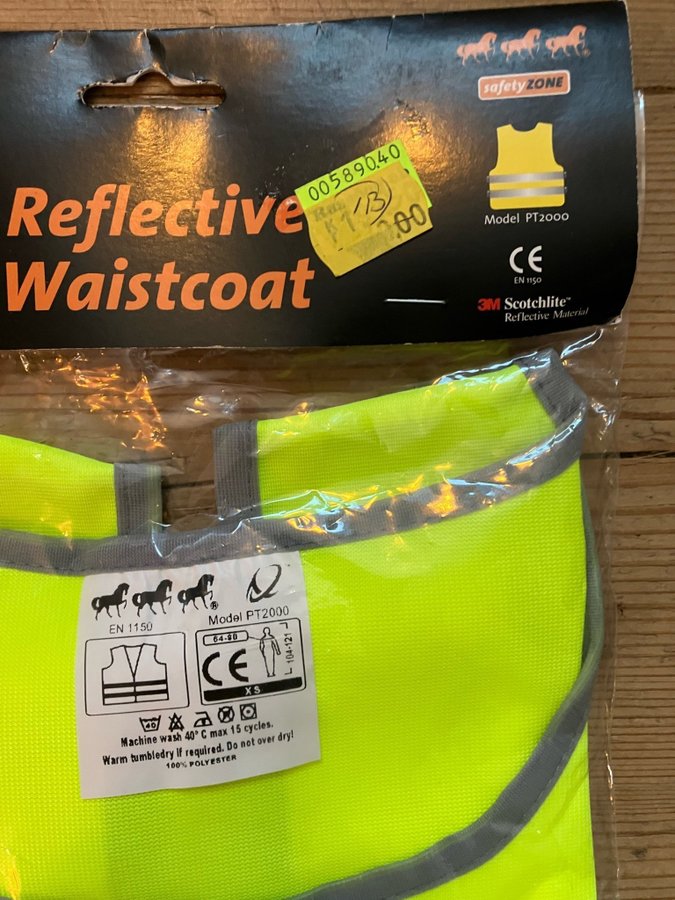 safetyZONE
Reflective
Waistcoat
00589040
Model PT2000
CE
EN 1150
3M Scotchlite™
Reflective Material
®
Model PT2000
EN 1150
64-80
CE
104-121
XS
40
Machine wash 40° C max 15 cycles.
Warm tumbledry if required. Do not over dry!
100% POLYESTER